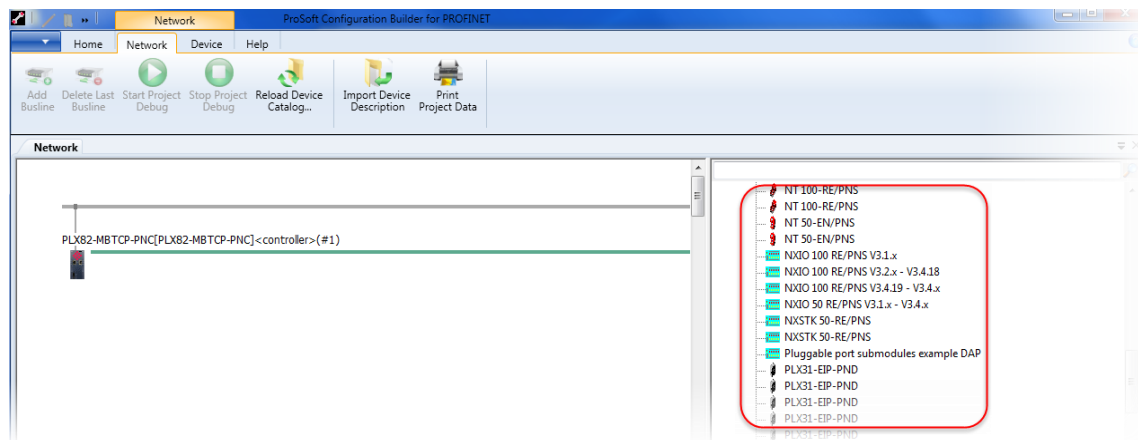 Network
ProSoft Configuration Builder for PROFINET
Home Network Device Help
Add Busline
Delete Last Busline
Start Project Debug
Stop Project Debug
Reload Device Catalog...
Import Device Description
Print Project Data
Network
PLX82-MBTCP-PNC[PLX82-MBTCP-PNC]<controller>(#1)
NT 100-RE/PNS
NT 100-RE/PNS
NT 50-EN/PNS
NT 50-EN/PNS
NXIO 100 RE/PNS V3.1.x
NXIO 100 RE/PNS V3.2.x - V3.4.18
NXIO 100 RE/PNS V3.4.19 - V3.4.x
NXIO 50 RE/PNS V3.1.x - V3.4.x
NXSTK 50-RE/PNS
NXSTK 50-RE/PNS
Pluggable port submodules example DAP
PLX31-EIP-PND
PLX31-EIP-PND
PLX31-EIP-PND
PLX31-EIP-PND
PLX31-EIP-PND